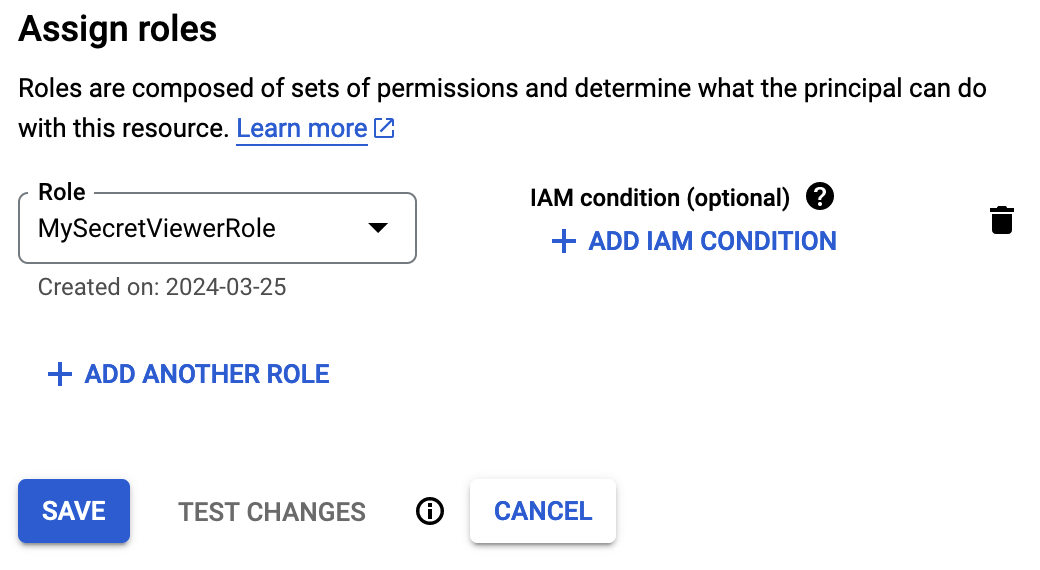 Assign roles
Roles are composed of sets of permissions and determine what the principal can do
with this resource. Learn more
Role
MySecretViewerRole
Created on: 2024-03-25
IAM condition (optional) ?
+ ADD IAM CONDITION
+ ADD ANOTHER ROLE
SAVE TEST CHANGES CANCEL